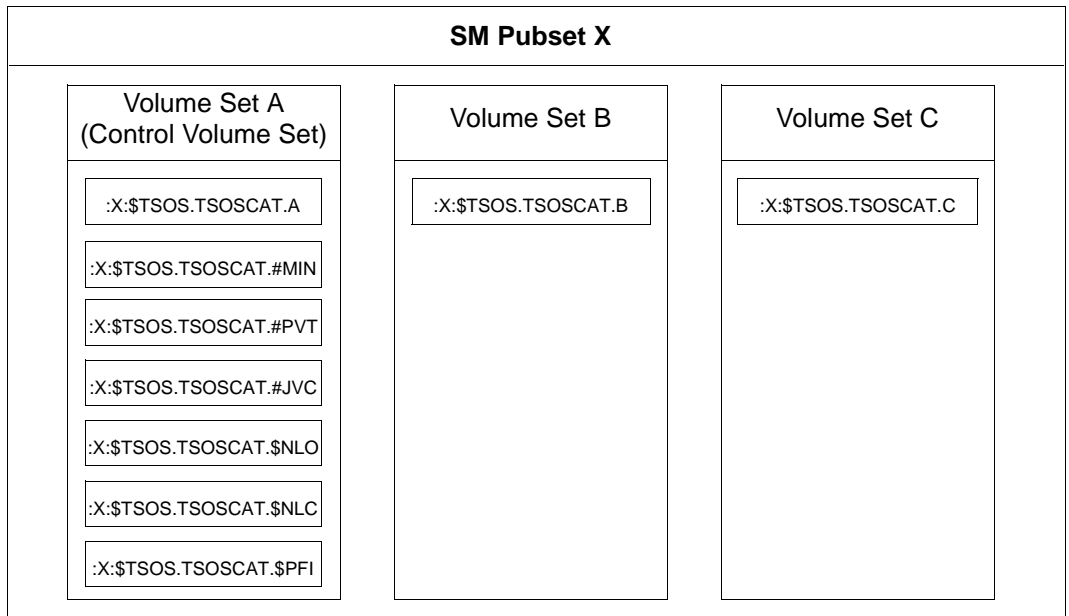 SM Pubset X
Volume Set A
(Control Volume Set)
:X:$TSOS.TSOSCAT.A
:X:$TSOS.TSOSCAT.#MIN
:X:$TSOS.TSOSCAT.#PVT
:X:$TSOS.TSOSCAT.#JVC
:X:$TSOS.TSOSCAT.$NLO
:X:$TSOS.TSOSCAT.$NLC
:X:$TSOS.TSOSCAT.$PFI
Volume Set B
:X:$TSOS.TSOSCAT.B
Volume Set C
:X:$TSOS.TSOSCAT.C